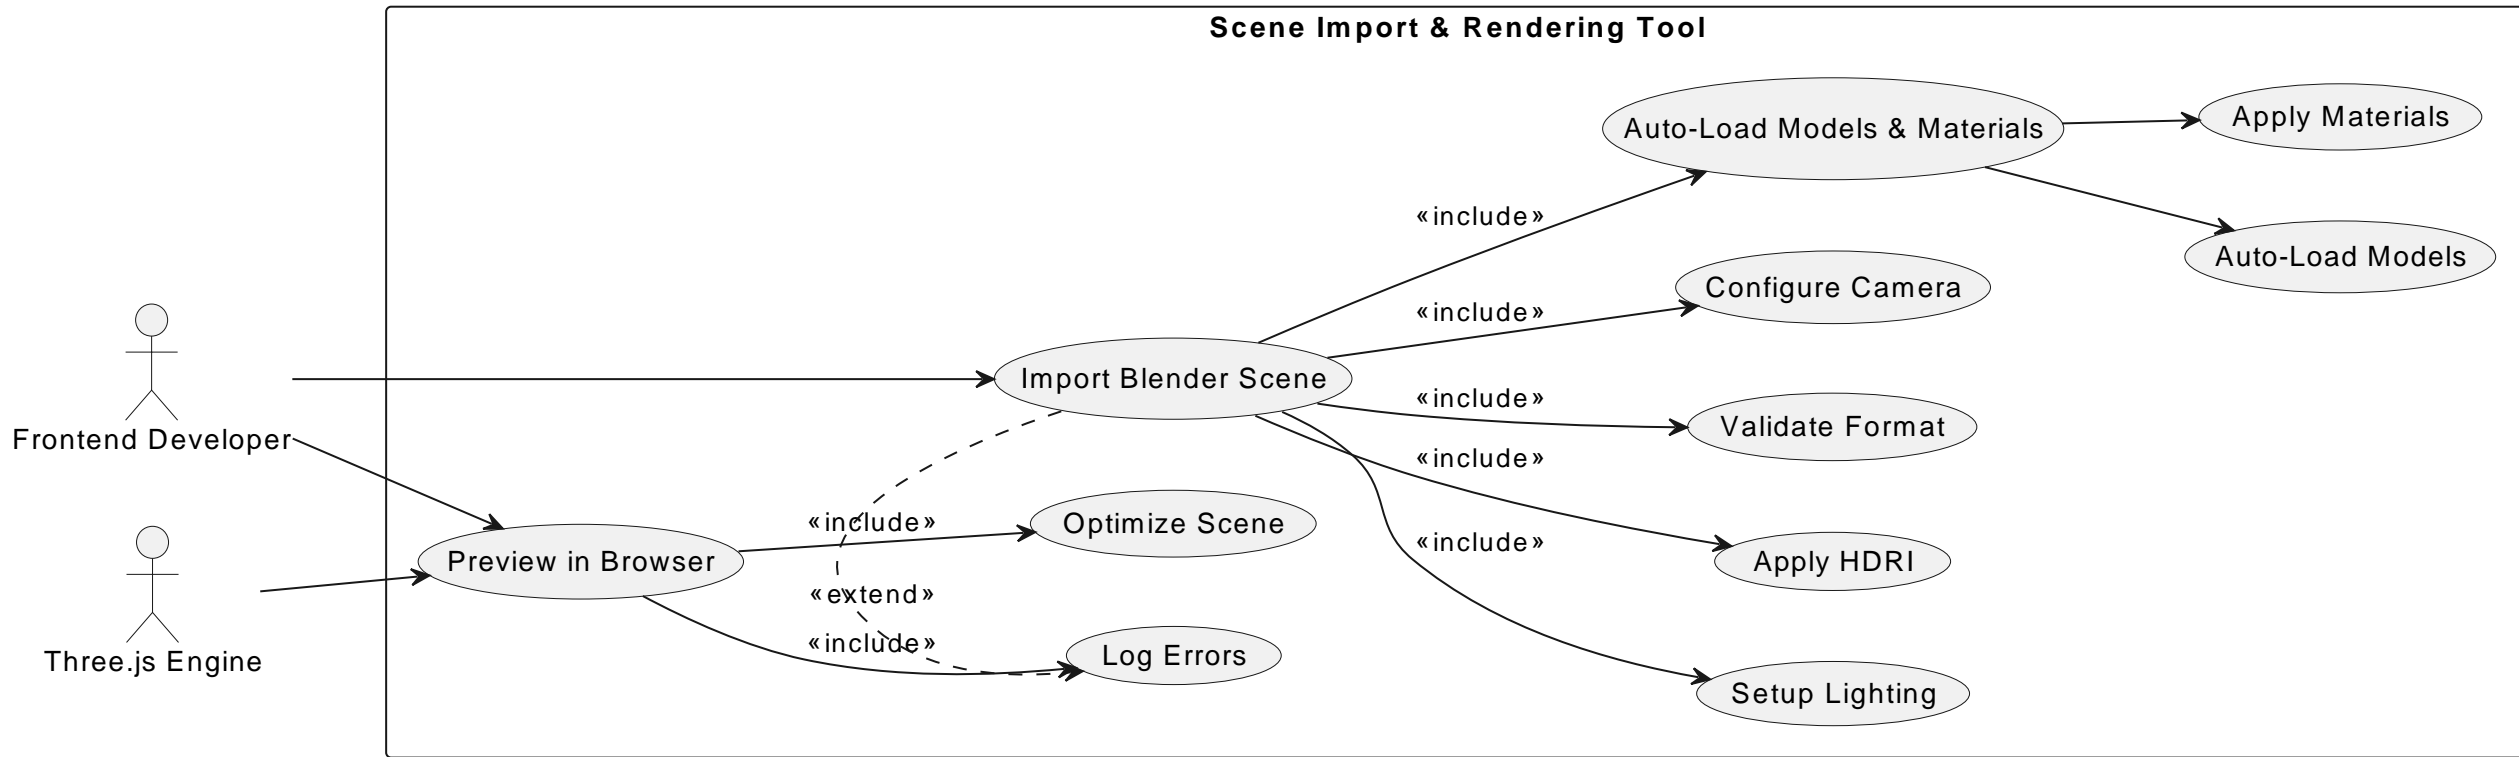 Scene Import & Rendering Tool
Auto-Load Models & Materials
Apply Materials
«include»
Auto-Load Models
Configure Camera
«include»
Import Blender Scene
«include»
Validate Format
Frontend Developer
«include»
«include»
Optimize Scene
«include»
Preview in Browser
Apply HDRI
«extend»
«include»
Log Errors
Three.js Engine
Setup Lighting